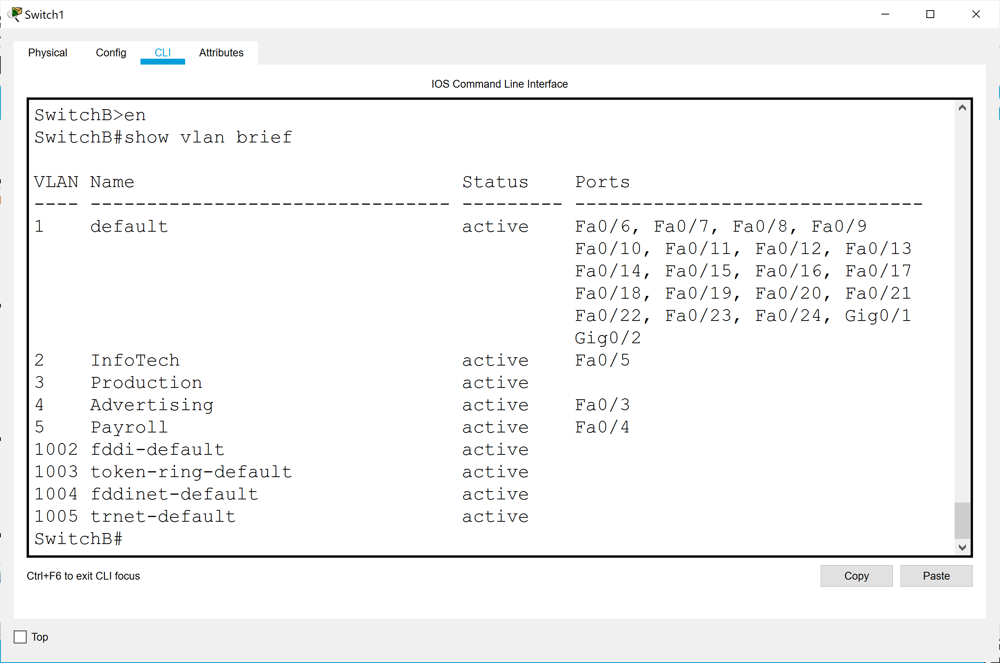 Switch1
Physical Config CLI Attributes
IOS Command Line Interface
SwitchB>en
SwitchB#show vlan brief
VLAN Name                             Status    Ports
---- -------------------------------- --------- -------------------------------
1    default                          active    Fa0/6, Fa0/7, Fa0/8, Fa0/9
                                                Fa0/10, Fa0/11, Fa0/12, Fa0/13
                                                Fa0/14, Fa0/15, Fa0/16, Fa0/17
                                                Fa0/18, Fa0/19, Fa0/20, Fa0/21
                                                Fa0/22, Fa0/23, Fa0/24, Gig0/1
                                                Gig0/2
2    InfoTech                         active    Fa0/5
3    Production                       active
4    Advertising                      active    Fa0/3
5    Payroll                          active    Fa0/4
1002 fddi-default                     active
1003 token-ring-default               active
1004 fddinet-default                  active
1005 trnet-default                    active
SwitchB#
Ctrl+F6 to exit CLI focus
Copy Paste
Top